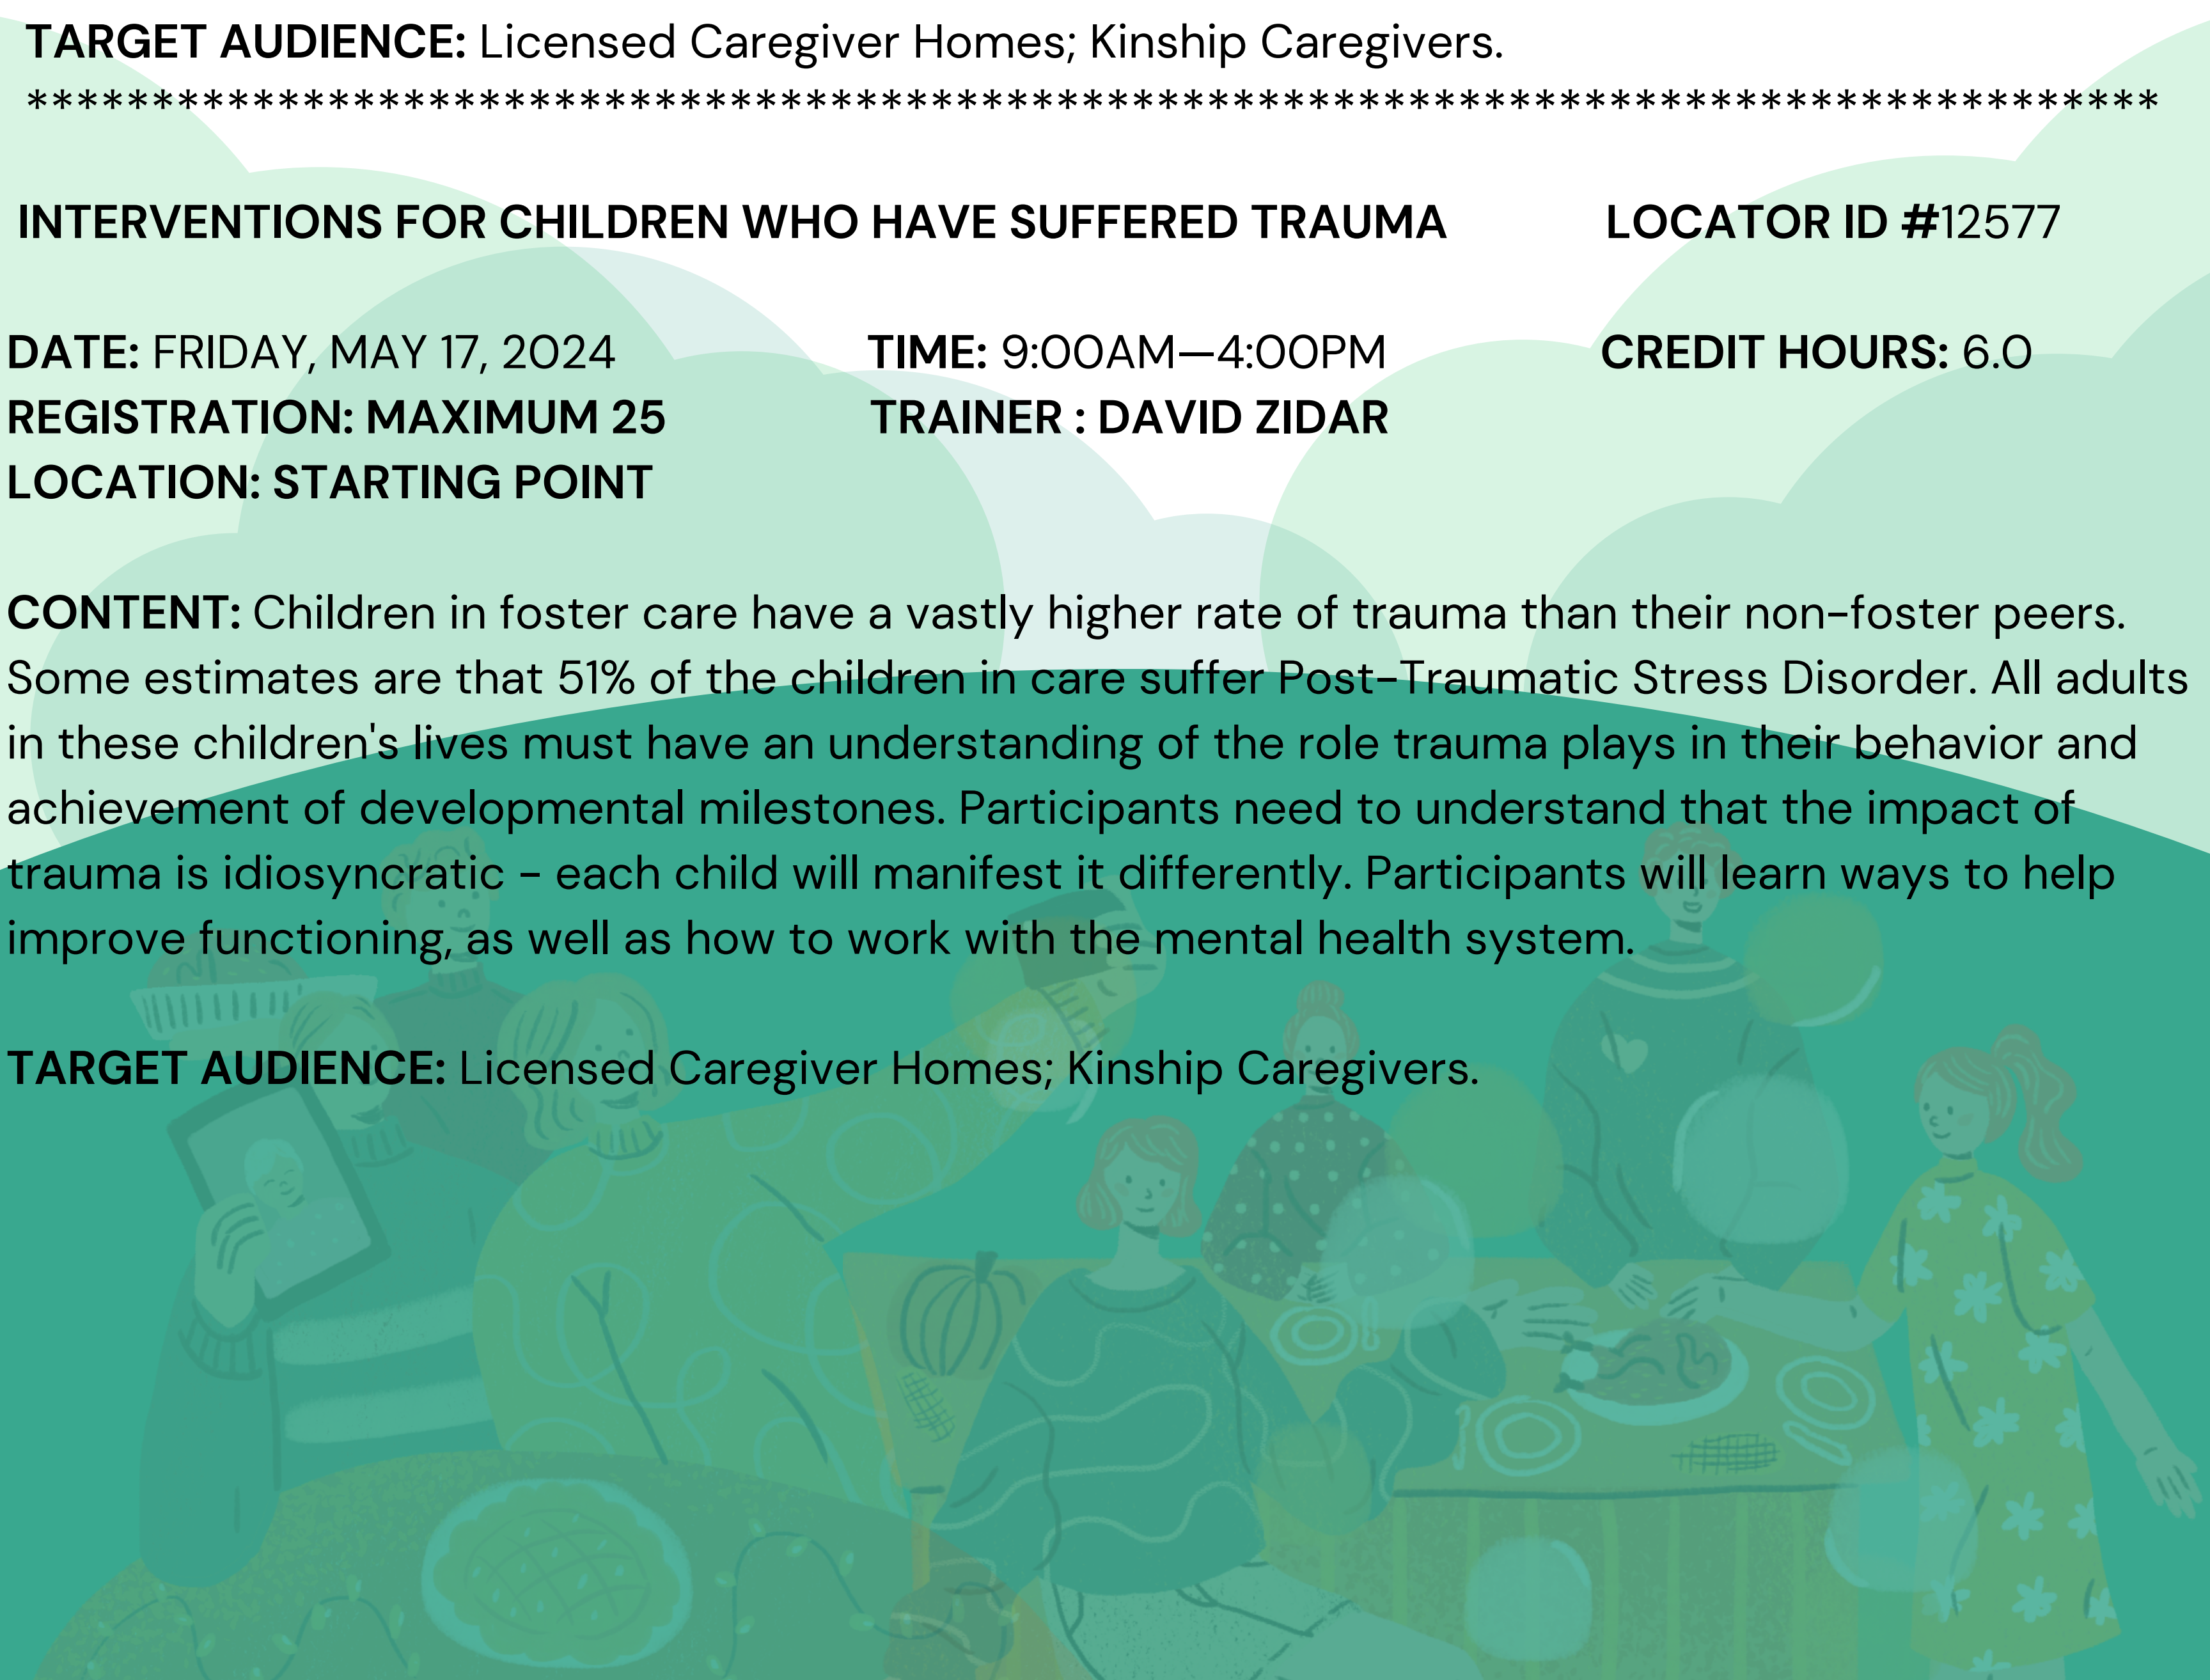 TARGET AUDIENCE: Licensed Caregiver Homes; Kinship Caregivers.
*************************************************************************************
INTERVENTIONS FOR CHILDREN WHO HAVE SUFFERED TRAUMA LOCATOR ID #12577
DATE: FRIDAY, MAY 17, 2024 TIME: 9:00AM—4:00PM CREDIT HOURS: 6.0
REGISTRATION: MAXIMUM 25 TRAINER : DAVID ZIDAR
LOCATION: STARTING POINT
CONTENT: Children in foster care have a vastly higher rate of trauma than their non-foster peers.
Some estimates are that 51% of the children in care suffer Post-Traumatic Stress Disorder. All adults
in these children's lives must have an understanding of the role trauma plays in their behavior and
achievement of developmental milestones. Participants need to understand that the impact of
trauma is idiosyncratic - each child will manifest it differently. Participants will learn ways to help
improve functioning, as well as how to work with the mental health system.
TARGET AUDIENCE: Licensed Caregiver Homes; Kinship Caregivers.